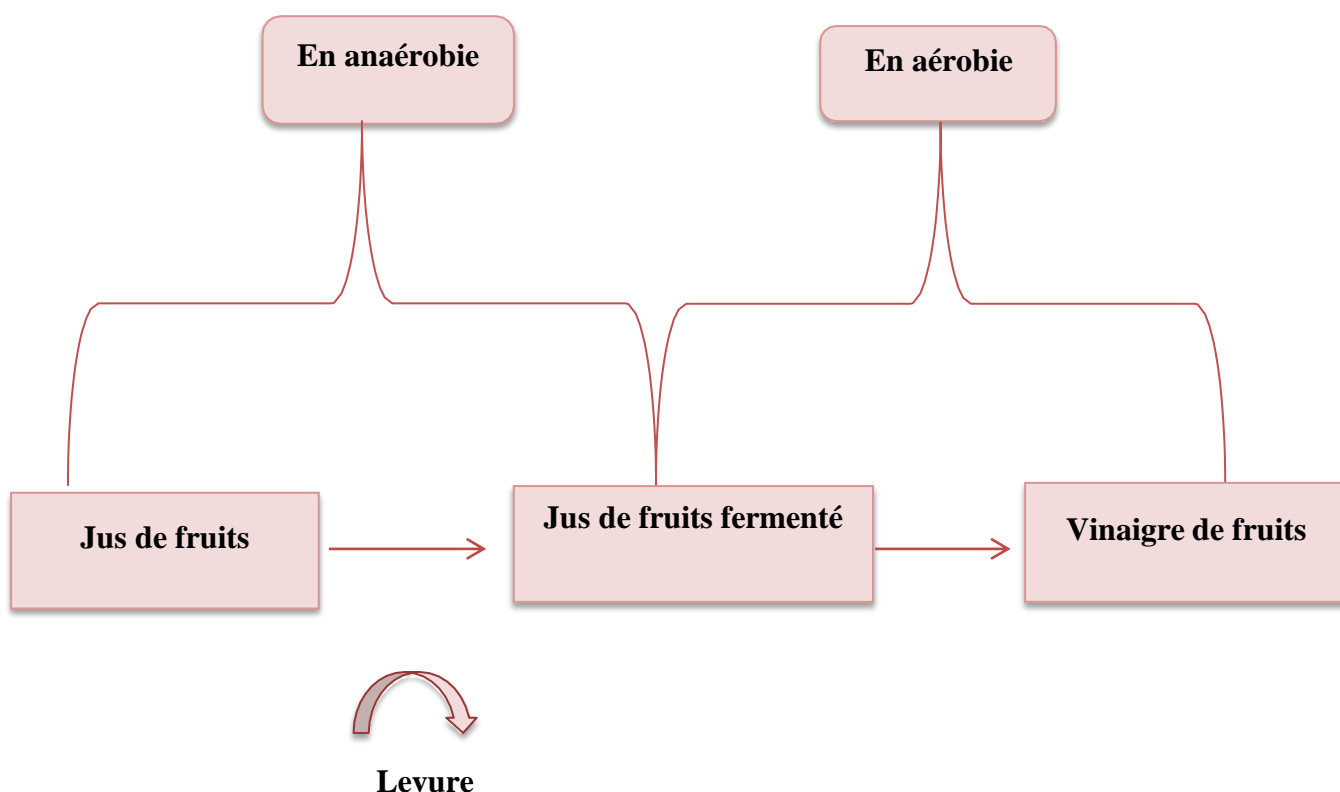 En anaérobie
En aérobie
Jus de fruits
Jus de fruits fermenté
Vinaigre de fruits
Levure